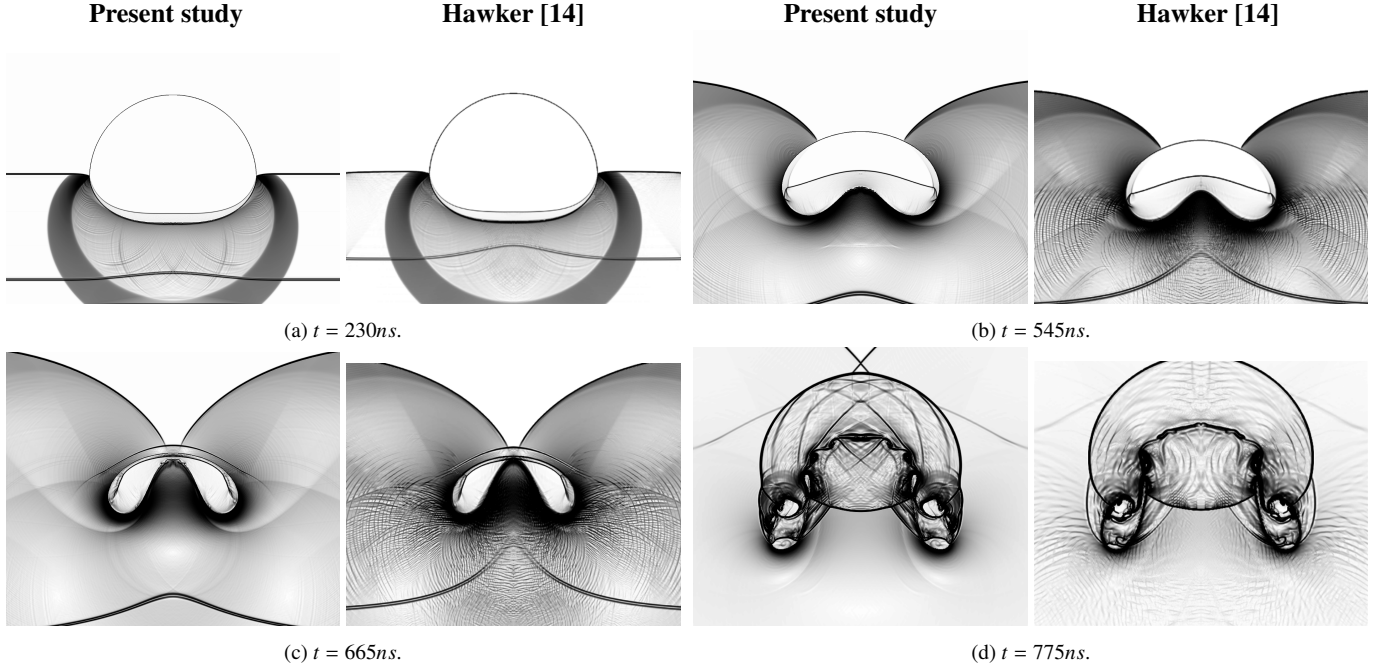 Present study Hawker [14] Present study Hawker [14]
(a) t = 230ns. (b) t = 545ns.
(c) t = 665ns. (d) t = 775ns.